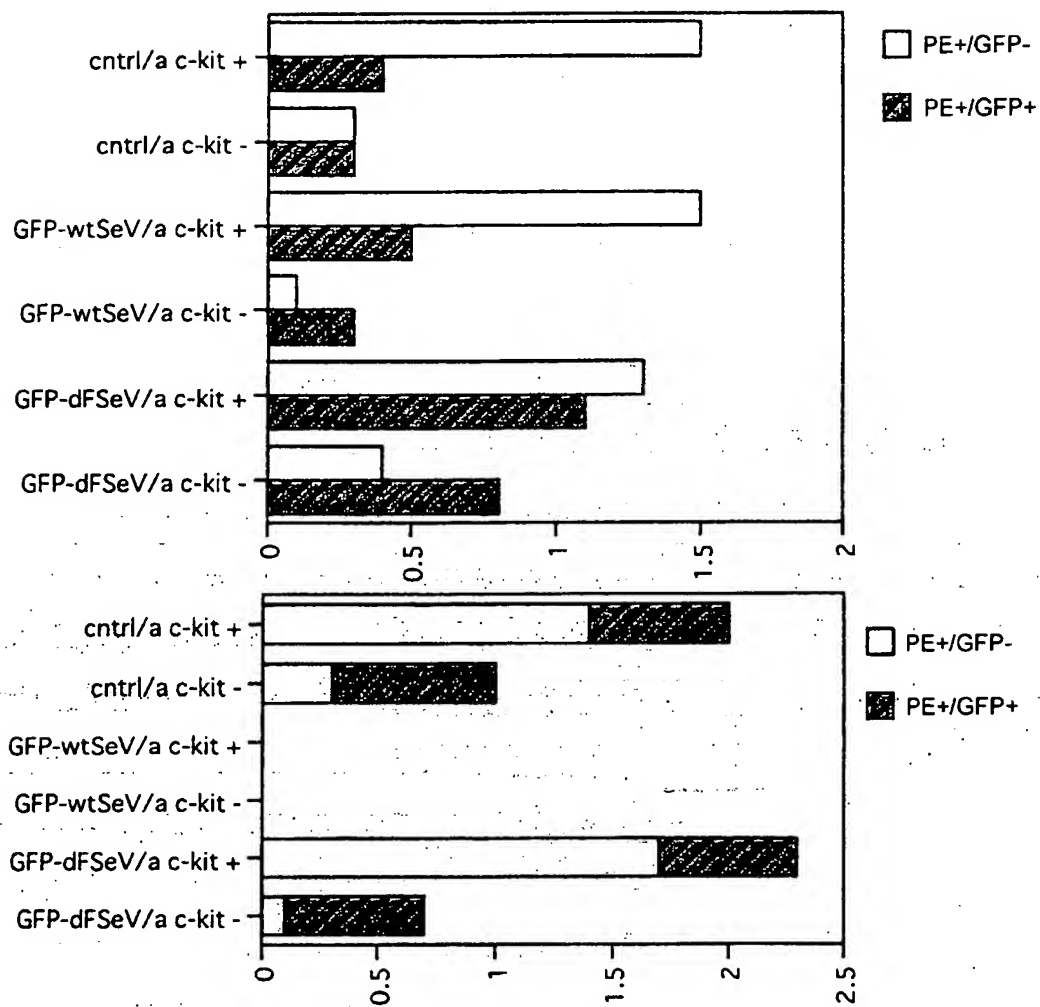 cntrl/a c-kit +
cntrl/a c-kit -
GFP-wtSeV/a c-kit +
GFP-wtSeV/a c-kit -
GFP-dFSeV/a c-kit +
GFP-dFSeV/a c-kit -
0
0.5
1
1.5
2
PE+/GFP-
PE+/GFP+
cntrl/a c-kit +
cntrl/a c-kit -
GFP-wtSeV/a c-kit +
GFP-wtSeV/a c-kit -
GFP-dFSeV/a c-kit +
GFP-dFSeV/a c-kit -
0
0.5
1
1.5
2
2.5
PE+/GFP-
PE+/GFP+